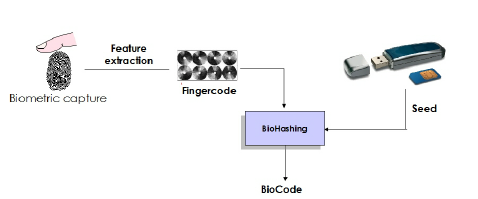 Feature
extraction
Biometric capture
Fingercode
Seed
BioHashing
BioCode